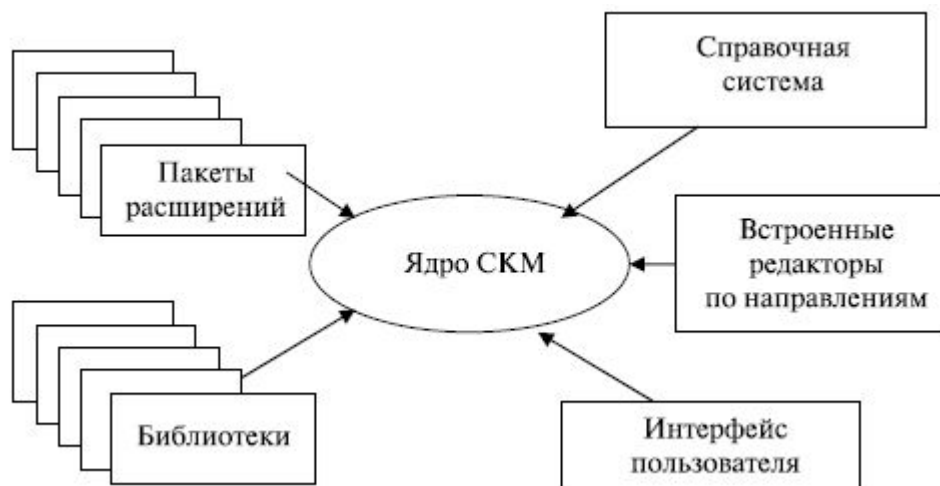 Справочная
система
Пакеты
расширений
Ядро СКМ
Встроенные
редакторы
по направлениям
Библиотеки
Интерфейс
пользователя